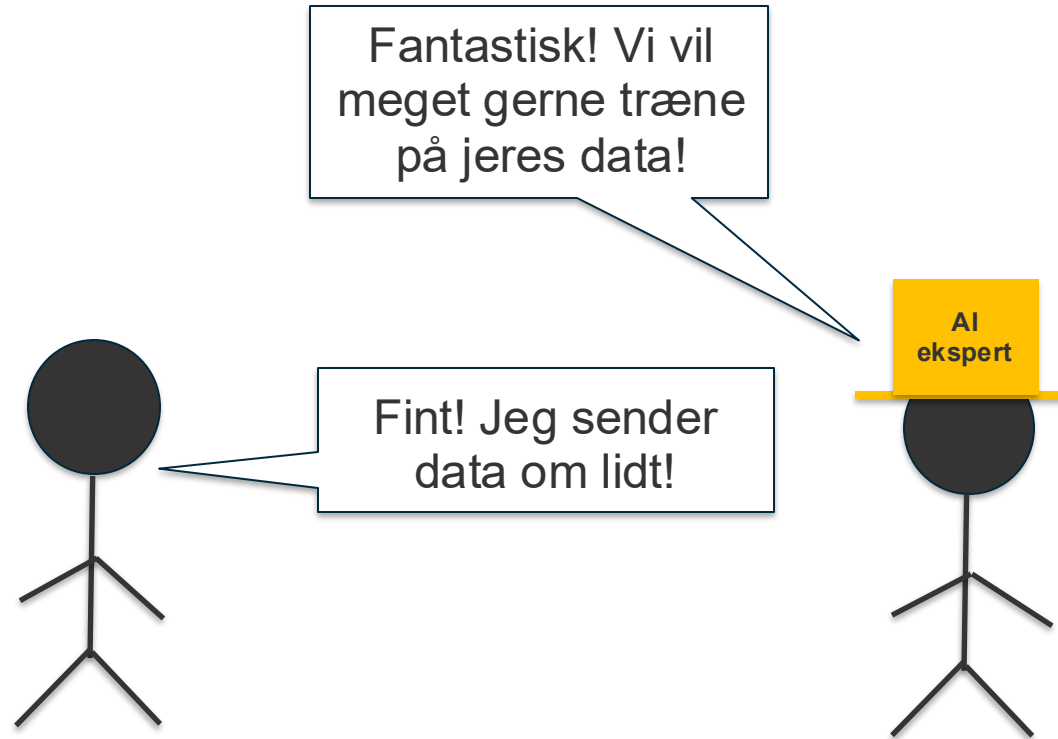 Fantastisk! Vi vil
meget gerne træne
på jeres data!
AI
ekspert
Fint! Jeg sender
data om lidt!